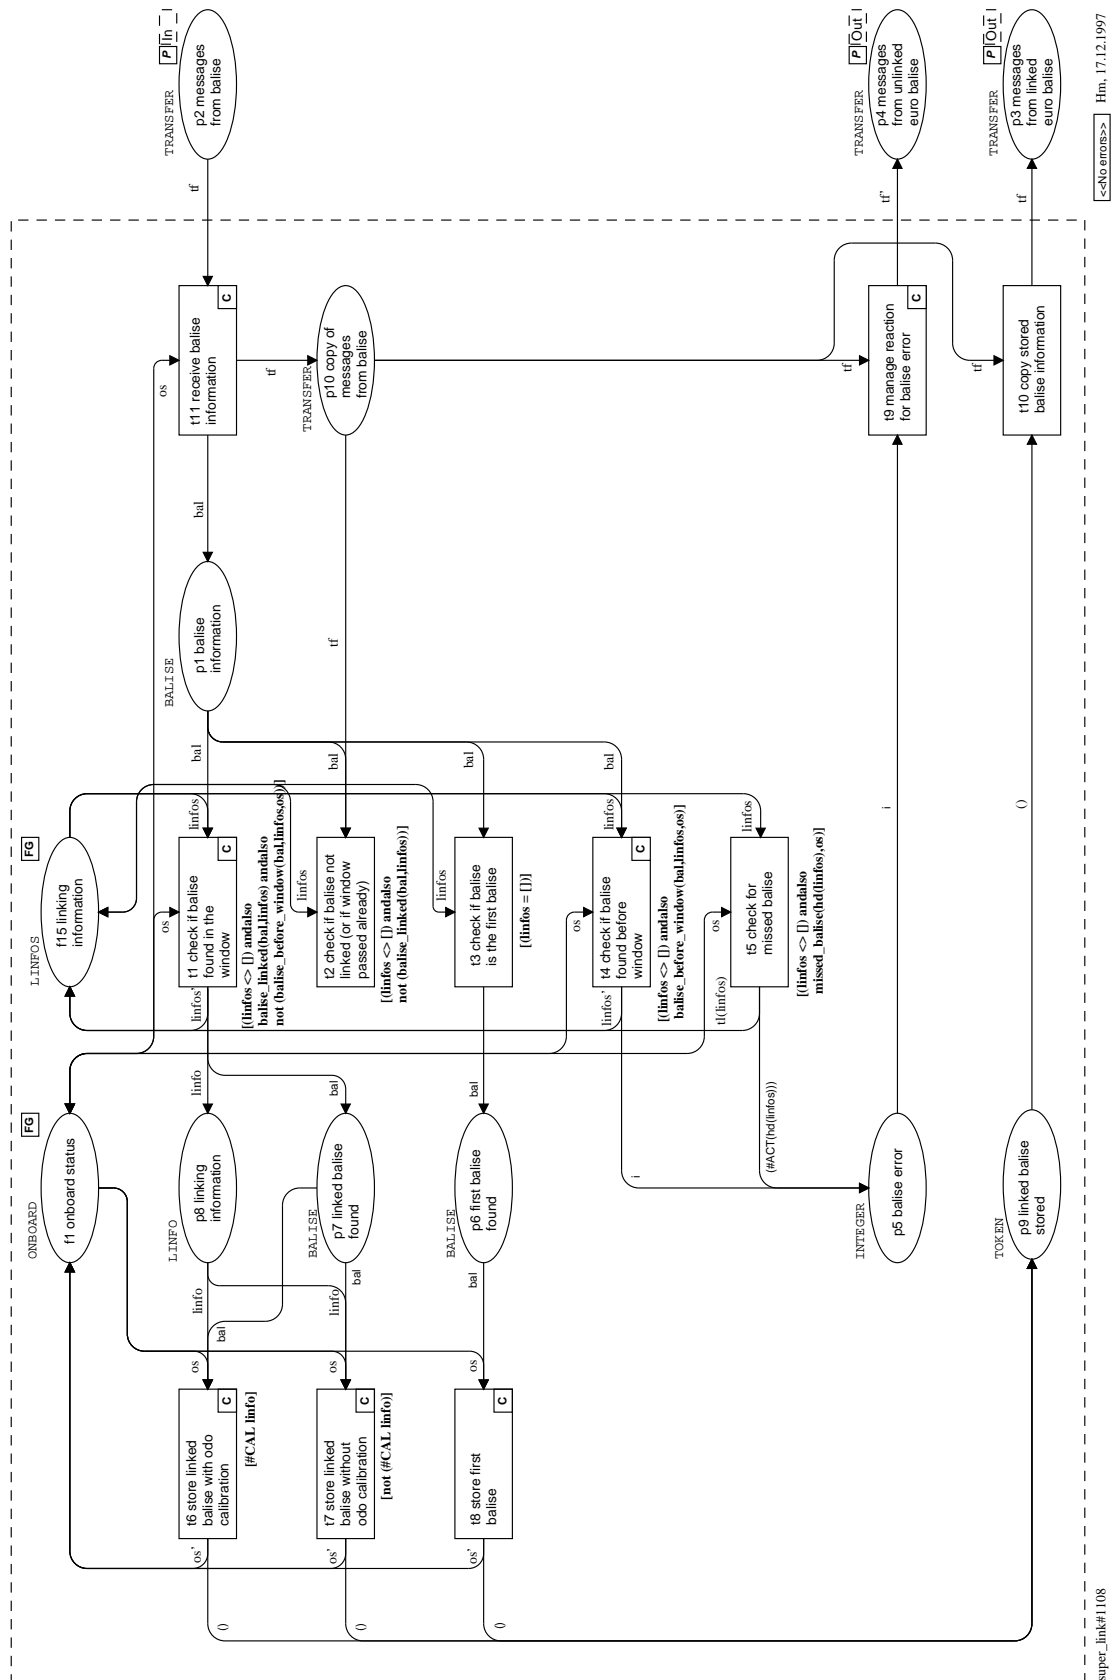 ONBOARD
FG
LINFOS
FG
f1 onboard status
f15 linking
information
os'
t6 store linked
balise with odo
calibration
C
[#CAL linfo]
()
os
bal
linfo
LINFO
p8 linking
information
linfo
linfos'
t1 check if balise
found in the
window
C
os
linfos
[(linfos <> []) andalso
balise_linked(bal,linfos) andalso
not (balise_before_window(bal,linfos,os))]
bal
BALISE
p1 balise
information
bal
os
t11 receive balise
information
C
tf
TRANSFER
P In
p2 messages
from balise
os'
t7 store linked
balise without
odo calibration
C
[not (#CAL linfo)]
()
os
linfo
bal
BALISE
p7 linked balise
found
bal
linfos
t2 check if balise not
linked (or if window
passed already)
[(linfos <> []) andalso
not (balise_linked(bal,linfos))]
bal
tf
tf
TRANSFER
p10 copy of
messages
from balise
os'
t8 store first
balise
C
()
os
bal
BALISE
p6 first balise
found
bal
linfos
t3 check if balise
is the first balise
[(linfos = [])]
bal
linfos'
os
t4 check if balise
found before
window
C
[(linfos <> []) andalso
balise_before_window(bal,linfos,os)]
linfos
bal
i
tl(linfos)
os
t5 check for
missed balise
[(linfos <> []) andalso
missed_balise(hd(linfos),os)]
linfos
(#ACT(hd(linfos)))
INTEGER
p5 balise error
i
tf
t9 manage reaction
for balise error
C
tf'
TRANSFER
P Out
p4 messages
from unlinked
euro balise
TOKEN
p9 linked balise
stored
()
tf
t10 copy stored
balise information
tf
TRANSFER
P Out
p3 messages
from linked
euro balise
super_link#1108
<<No errors>>
Hm, 17.12.1997